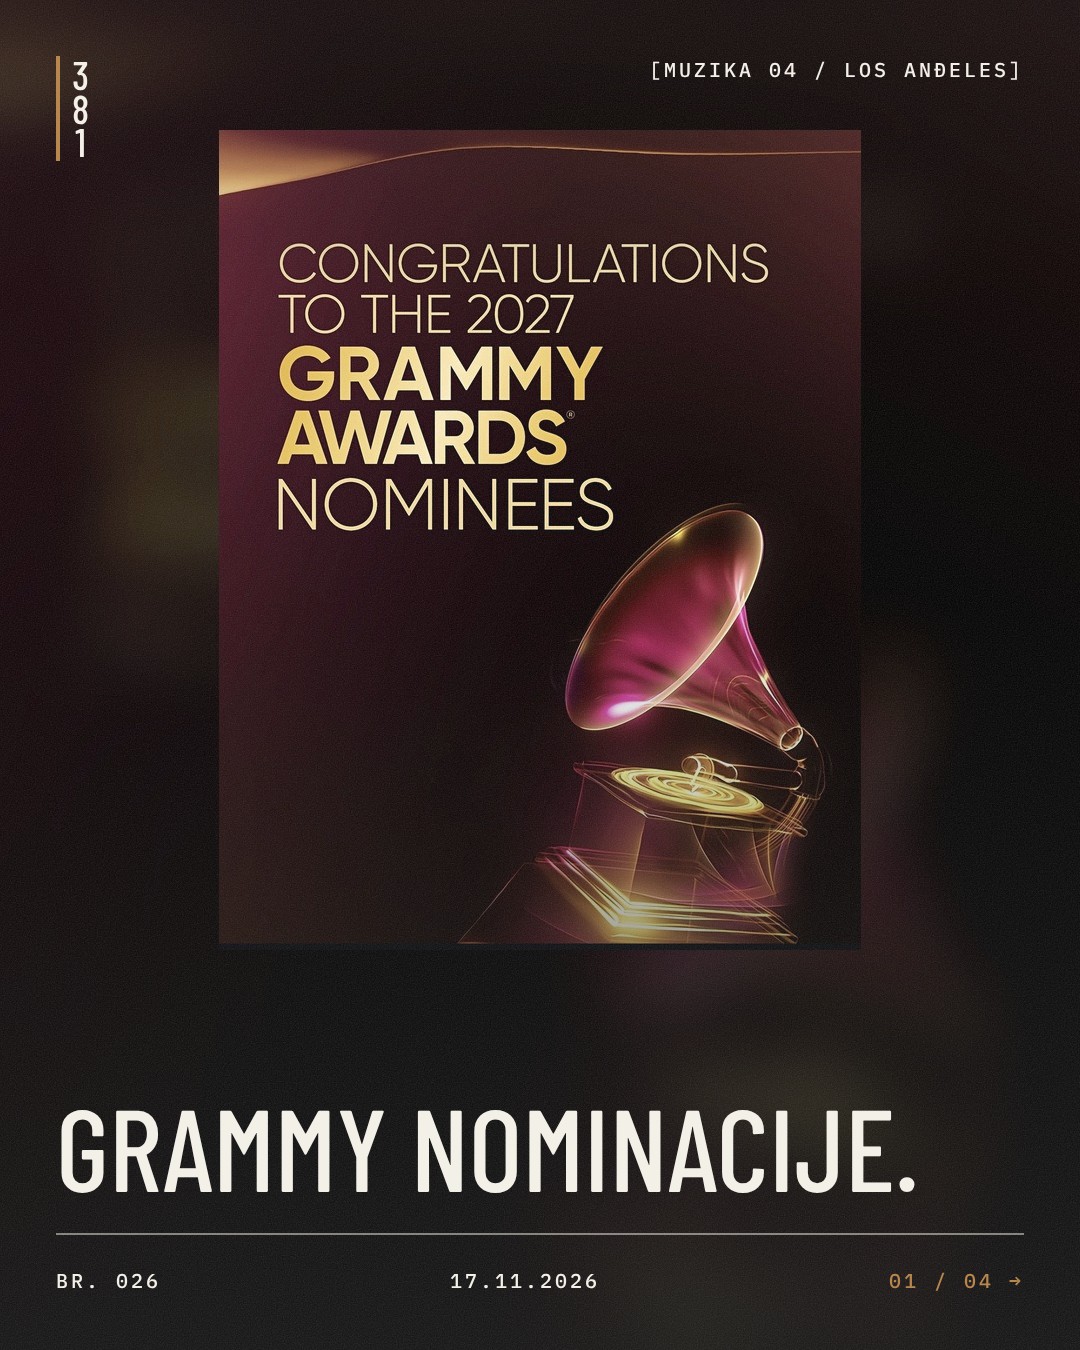 3
8
1
[MUZIKA 04 / LOS ANĐELES]
CONGRATULATIONS
TO THE 2027
GRAMMY
AWARDS®
NOMINEES
GRAMMY NOMINACIJE.
BR. 026
17.11.2026
01 / 04 →